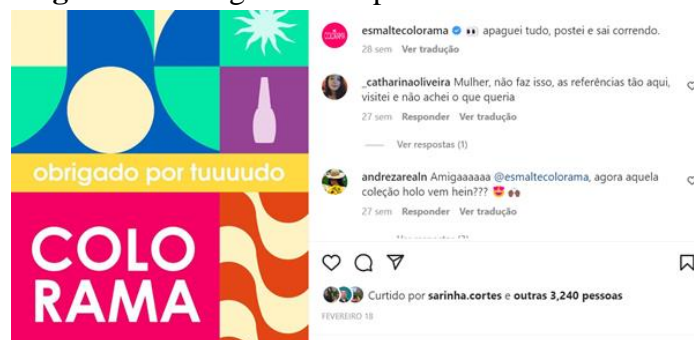 obrigado por tuuuudo
COLO
RAMA
esmaltecolorama apaguei tudo, postei e sai correndo.
28 sem Ver tradução
_catharinaoliveira Mulher, não faz isso, as referências tão aqui,
visitei e não achei o que queria
27 sem Responder Ver tradução
Ver respostas (1)
andrezarealn Amigaaaaaa @esmaltecolorama, agora aquela
coleção holo vem hein???
27 sem Responder Ver tradução
Curtido por sarinha.cortes e outras 3,240 pessoas
FEVEREIRO 18